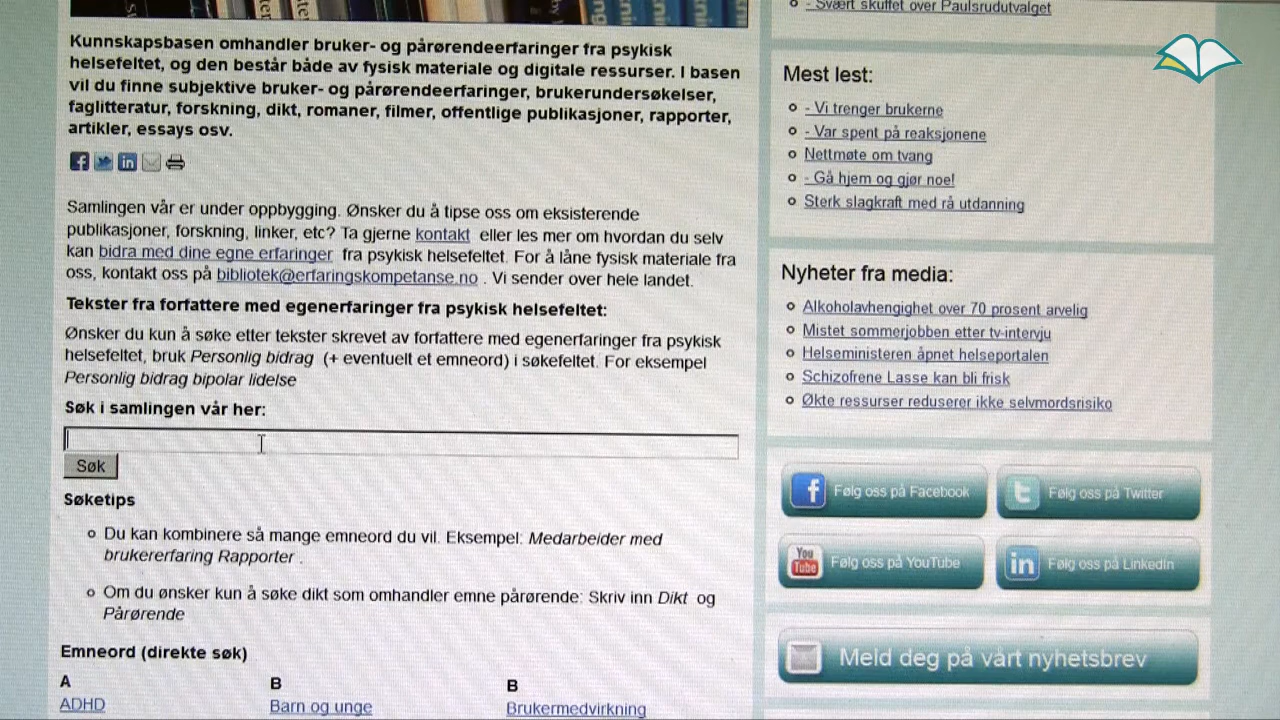 Kunnskapsbasen omhandler bruker- og pårørendeerfaringer fra psykisk
helsefeltet, og den består både av fysisk materiale og digitale ressurser. I basen
vil du finne subjektive bruker- og pårørendeerfaringer, brukerundersøkelser,
faglitteratur, forskning, dikt, romaner, filmer, offentlige publikasjoner, rapporter,
artikler, essays osv.
Samlingen vår er under oppbygging. Ønsker du å tipse oss om eksisterende
publikasjoner, forskning, linker, etc? Ta gjerne kontakt eller les mer om hvordan du selv
kan bidra med dine egne erfaringer fra psykisk helsefeltet. For å låne fysisk materiale fra
oss, kontakt oss på bibliotek@erfaringskompetanse.no . Vi sender over hele landet.
Tekster fra forfattere med egenerfaringer fra psykisk helsefeltet:
Ønsker du kun å søke etter tekster skrevet av forfattere med egenerfaringer fra psykisk
helsefeltet, bruk Personlig bidrag (+ eventuelt et emneord) i søkefeltet. For eksempel
Personlig bidrag bipolar lidelse
Søk i samlingen vår her:
Søk
Søketips
Du kan kombinere så mange emneord du vil. Eksempel: Medarbeider med
brukererfaring Rapporter .
Om du ønsker kun å søke dikt som omhandler emne pårørende: Skriv inn Dikt og
Pårørende
Emneord (direkte søk)
A
ADHD
B
Barn og unge
B
Brukermedvirkning
- Svært skuffet over Paulsrudutvalget
Mest lest:
- Vi trenger brukerne
- Var spent på reaksjonene
Nettmøte om tvang
- Gå hjem og gjør noe!
Sterk slagkraft med rå utdanning
Nyheter fra media:
Alkoholavhengighet over 70 prosent arvelig
Mistet sommerjobben etter tv-intervju
Helseministeren åpnet helseportalen
Schizofrene Lasse kan bli frisk
Økte ressurser reduserer ikke selvmordsrisiko
Følg oss på Facebook
Følg oss på Twitter
You
Tube
Følg oss på YouTube
in
Følg oss på Linkedin
Meld deg på vårt nyhetsbrev